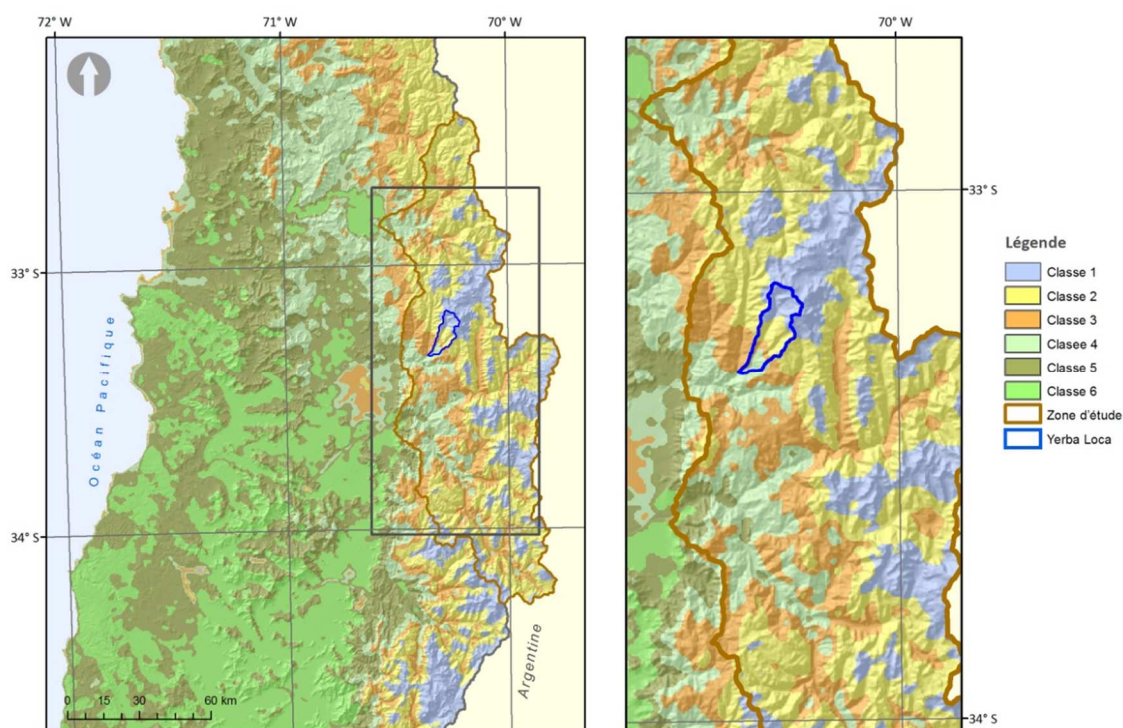 72° W
71° W
70° W
70° W
33° S
33° S
34° S
34° S
Océan Pacifique
Argentine
0 15 30 60 km
Légende
Classe 1
Classe 2
Classe 3
Clasee 4
Classe 5
Classe 6
Zone d'étude
Yerba Loca